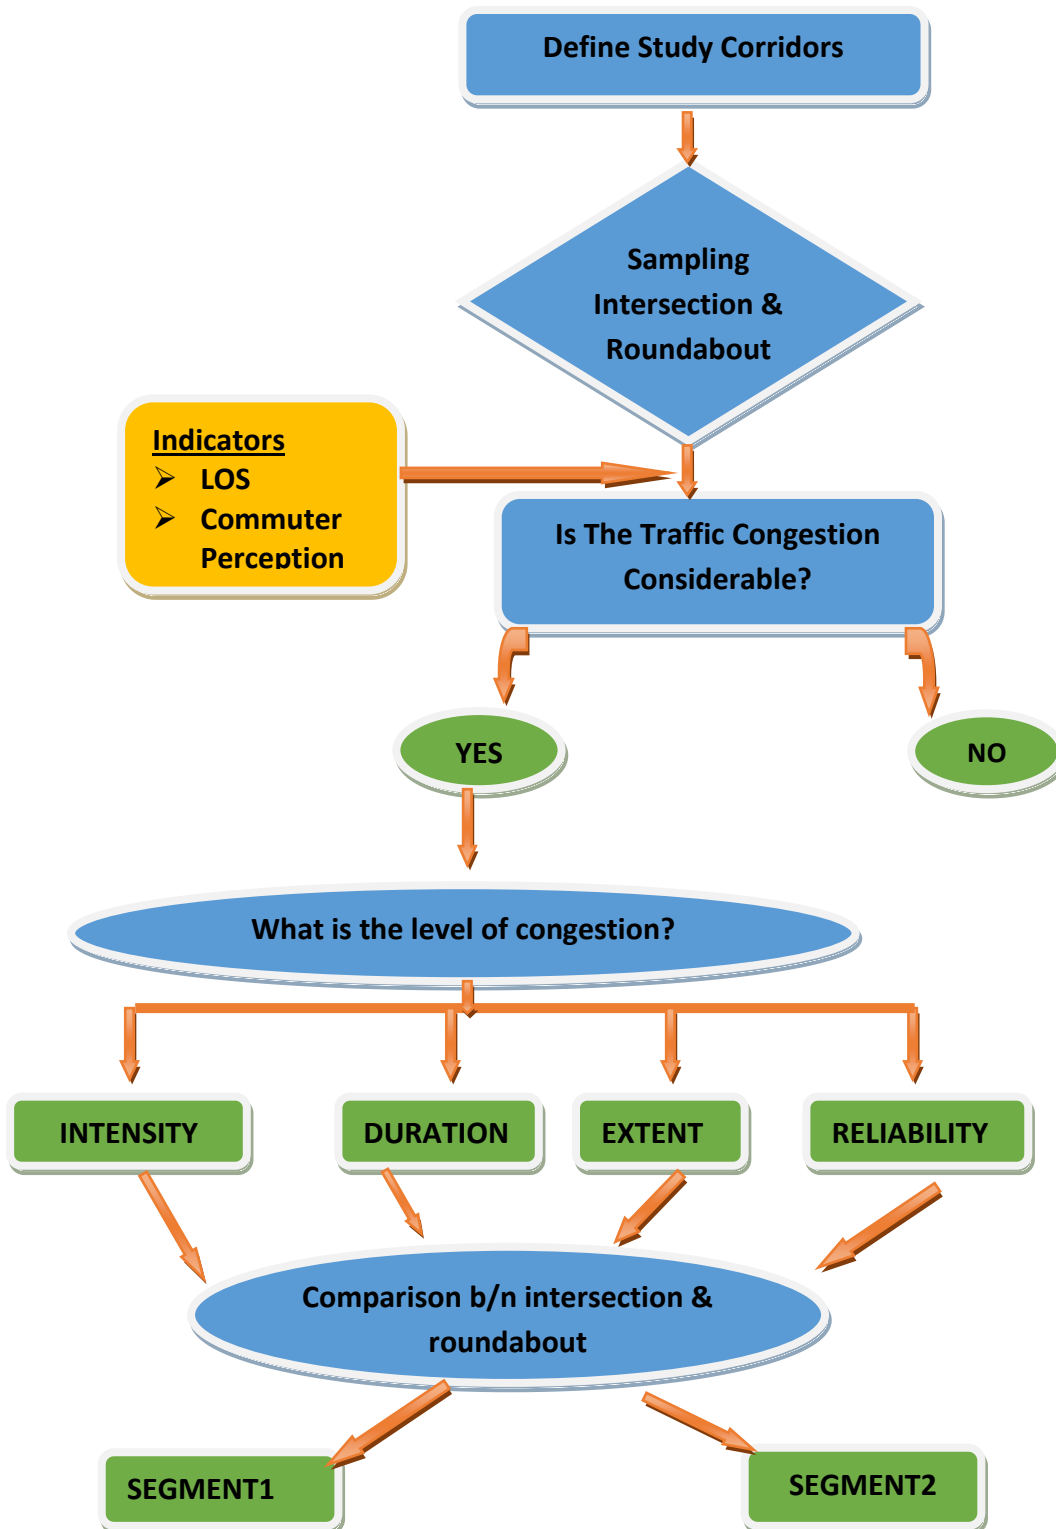 Define Study Corridors
Sampling
Intersection &
Roundabout
Indicators
➢ LOS
➢ Commuter
Perception
Is The Traffic Congestion
Considerable?
YES
NO
What is the level of congestion?
INTENSITY
DURATION
EXTENT
RELIABILITY
Comparison b/n intersection &
roundabout
SEGMENT1
SEGMENT2